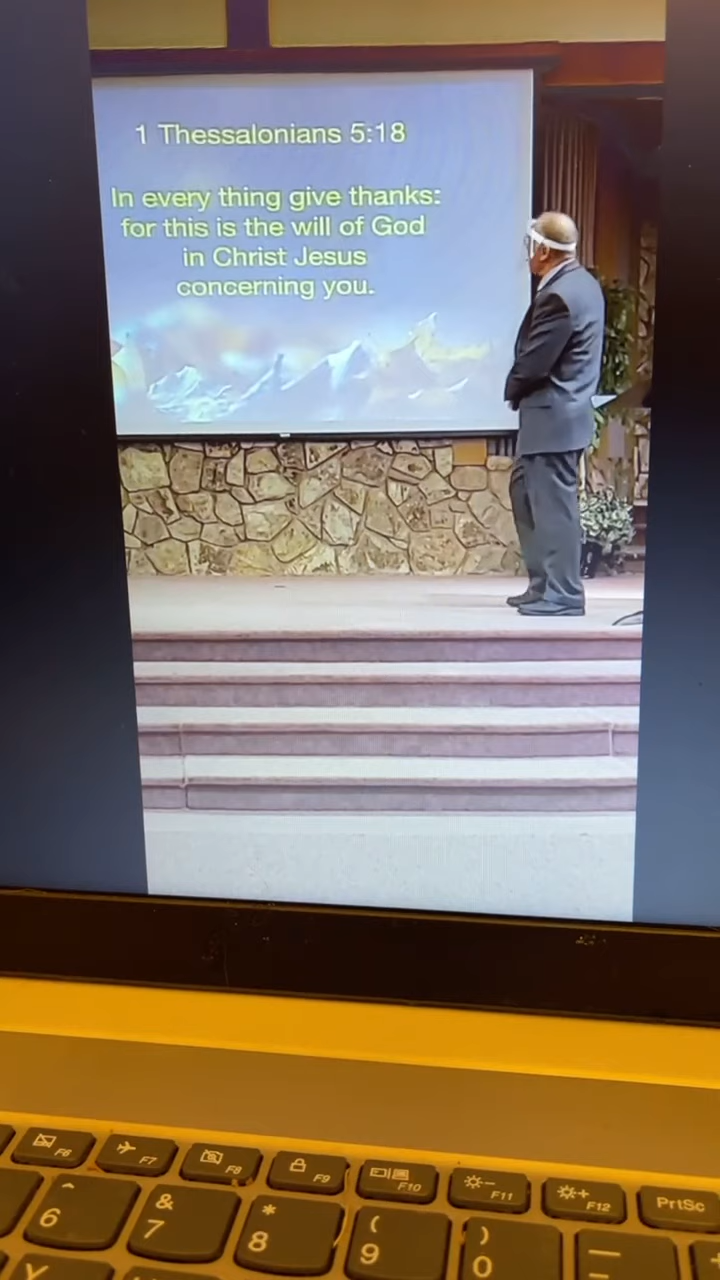 1 Thessalonians 5:18
In every thing give thanks:
for this is the will of God
in Christ Jesus
concerning you.
F6 F7 F8 F9 F10 F11 F12 PrtSc
^ & * ( ) —
6 7 8 9 0
Y